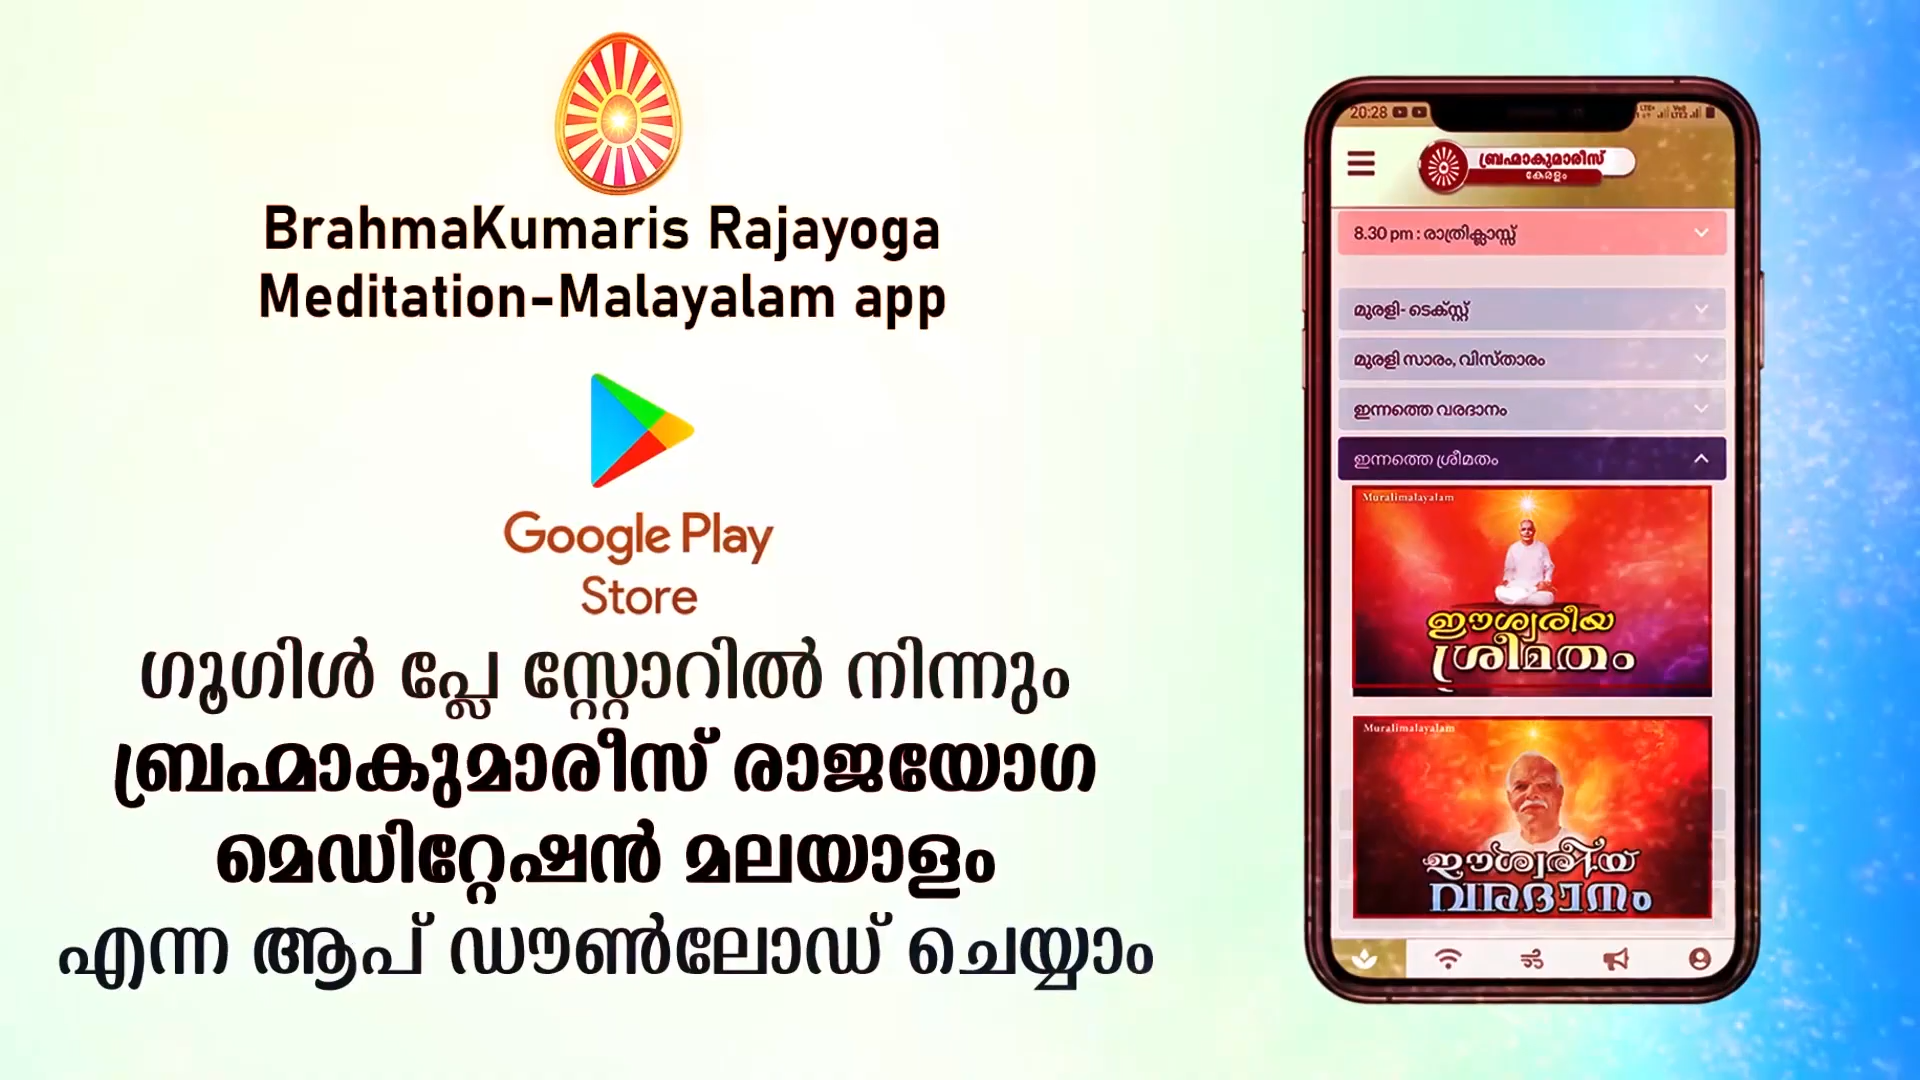 BrahmaKumaris Rajayoga
Meditation-Malayalam app
Google Play
Store
ഗൂഗിൾ പ്ലേ സ്റ്റോറിൽ നിന്നും
ബ്രഹ്മാകുമാരീസ് രാജയോഗ
മെഡിറ്റേഷൻ മലയാളം
എന്ന ആപ് ഡൗൺലോഡ് ചെയ്യാം
20:28
ബ്രഹ്മാകുമാരീസ്
കേരളം
8.30 pm : രാത്രിക്ലാസ്സ്
മുരളി- ടെക്സ്റ്റ്
മുരളി സാരം, വിസ്താരം
ഇന്നത്തെ വരദാനം
ഇന്നത്തെ ശ്രീമതം
Muralimalayalam
ഈശ്വരീയ
ശ്രീമതം
Muralimalayalam
ഈശ്വരീയ
വരദാനം